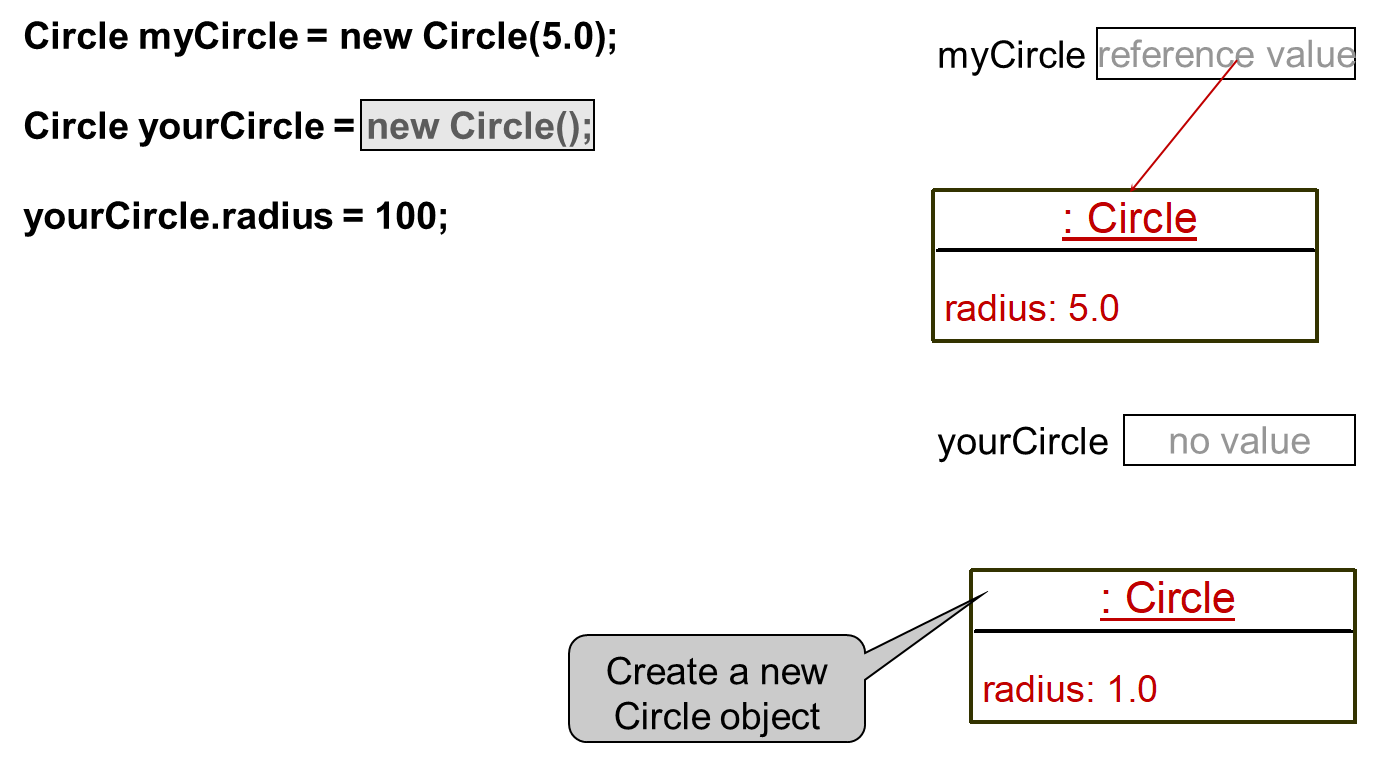 Circle myCircle = new Circle(5.0);
Circle yourCircle = new Circle();
yourCircle.radius = 100;
myCircle reference value
: Circle
radius: 5.0
yourCircle no value
: Circle
radius: 1.0
Create a new
Circle object